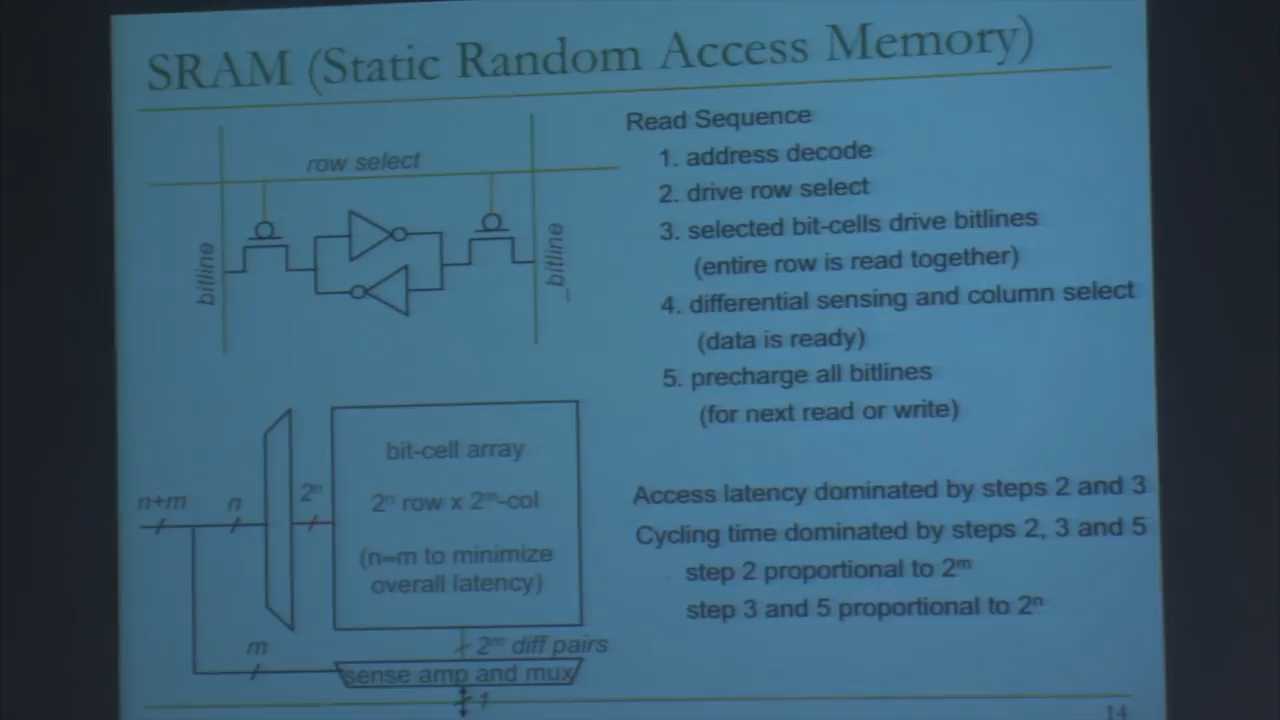 SRAM (Static Random Access Memory)
row select
bitline
_bitline
Read Sequence
1. address decode
2. drive row select
3. selected bit-cells drive bitlines
(entire row is read together)
4. differential sensing and column select
(data is ready)
5. precharge all bitlines
(for next read or write)
Access latency dominated by steps 2 and 3
Cycling time dominated by steps 2, 3 and 5
step 2 proportional to 2ᵐ
step 3 and 5 proportional to 2ⁿ
n+m
n
2ⁿ
bit-cell array
2ⁿ row x 2ᵐ-col
(n≈m to minimize
overall latency)
m
2ᵐ diff pairs
sense amp and mux
1
14